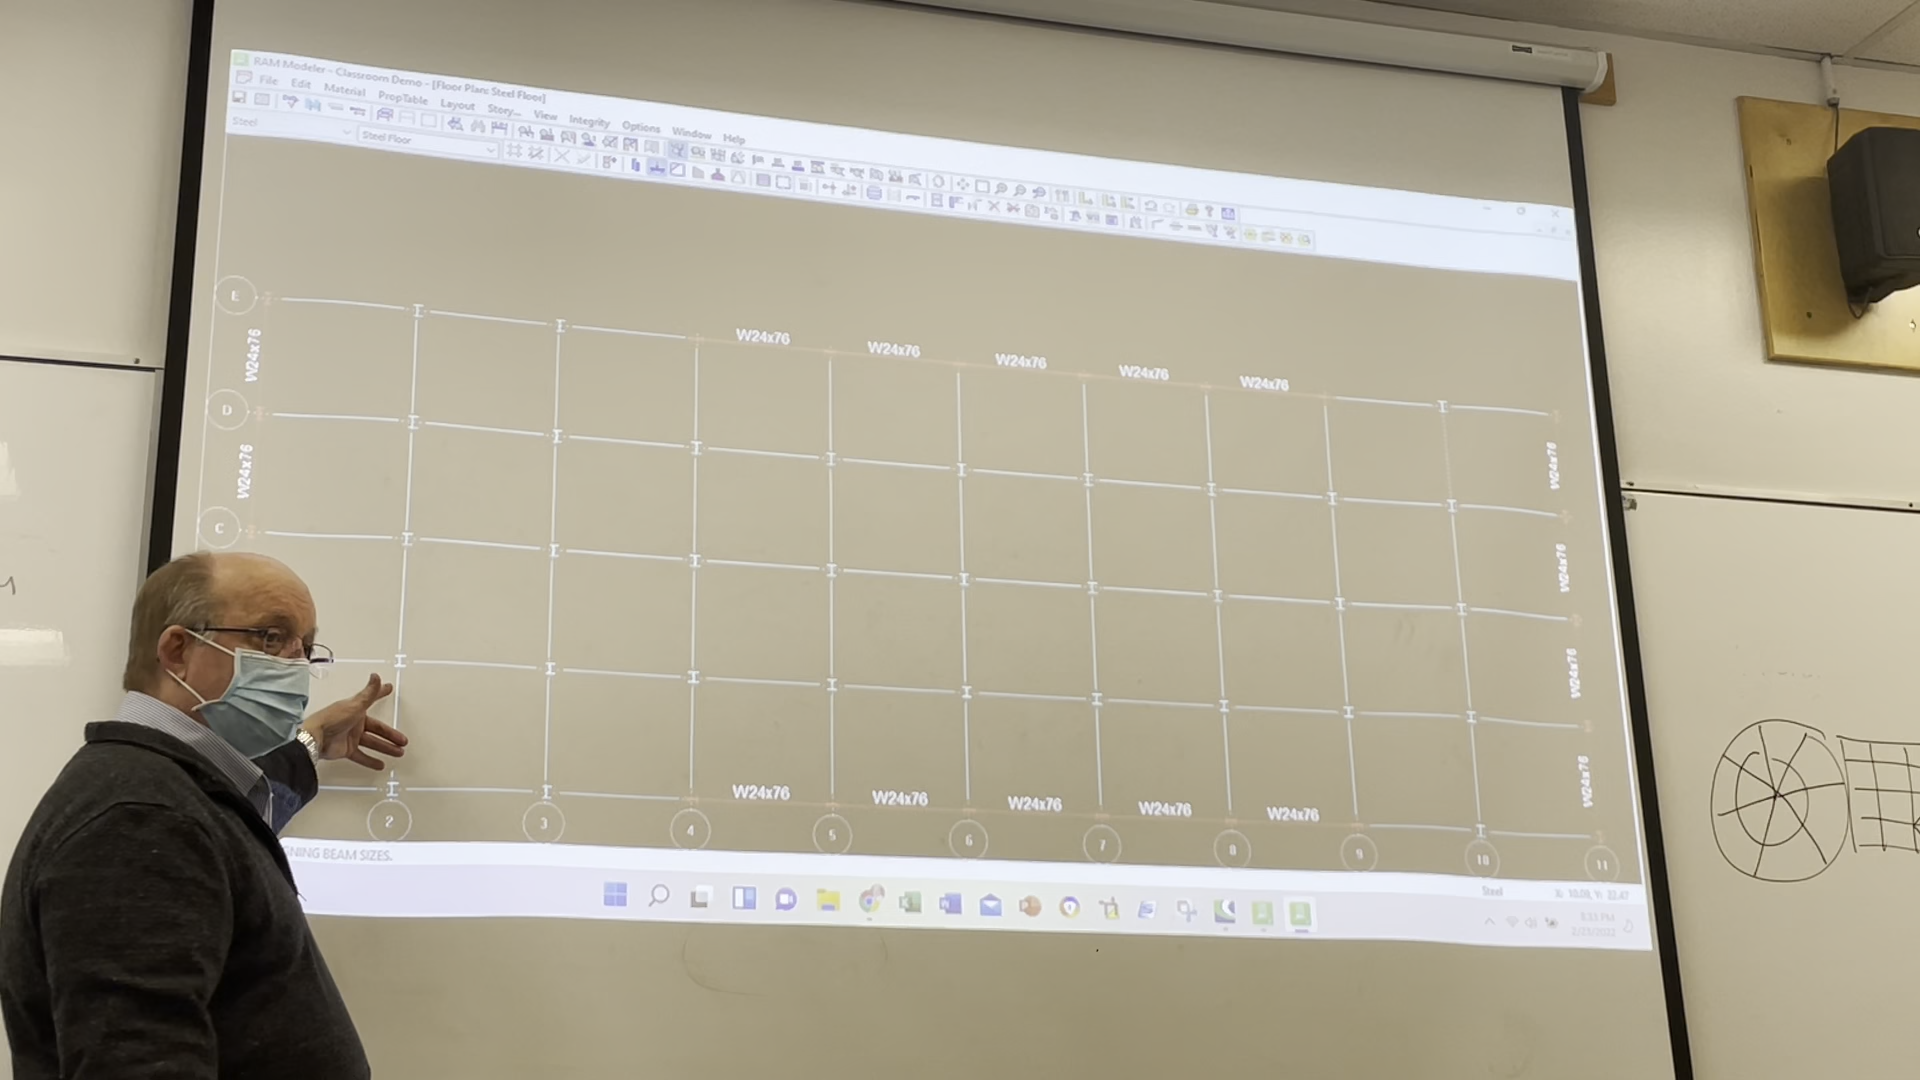 RAM Modeler - Classroom Demo - [Floor Plan: Steel Floor]
File Edit Material PropTable Layout Story... View Integrity Options Window Help
Steel
Steel Floor
E
W24x76 W24x76 W24x76 W24x76 W24x76
W24x76
D
W24x76
W24x76
C
W24x76
W24x76
W24x76
W24x76 W24x76 W24x76 W24x76 W24x76
2 3 4 5 6 7 8 9 10 11
BEAM SIZES.
Steel